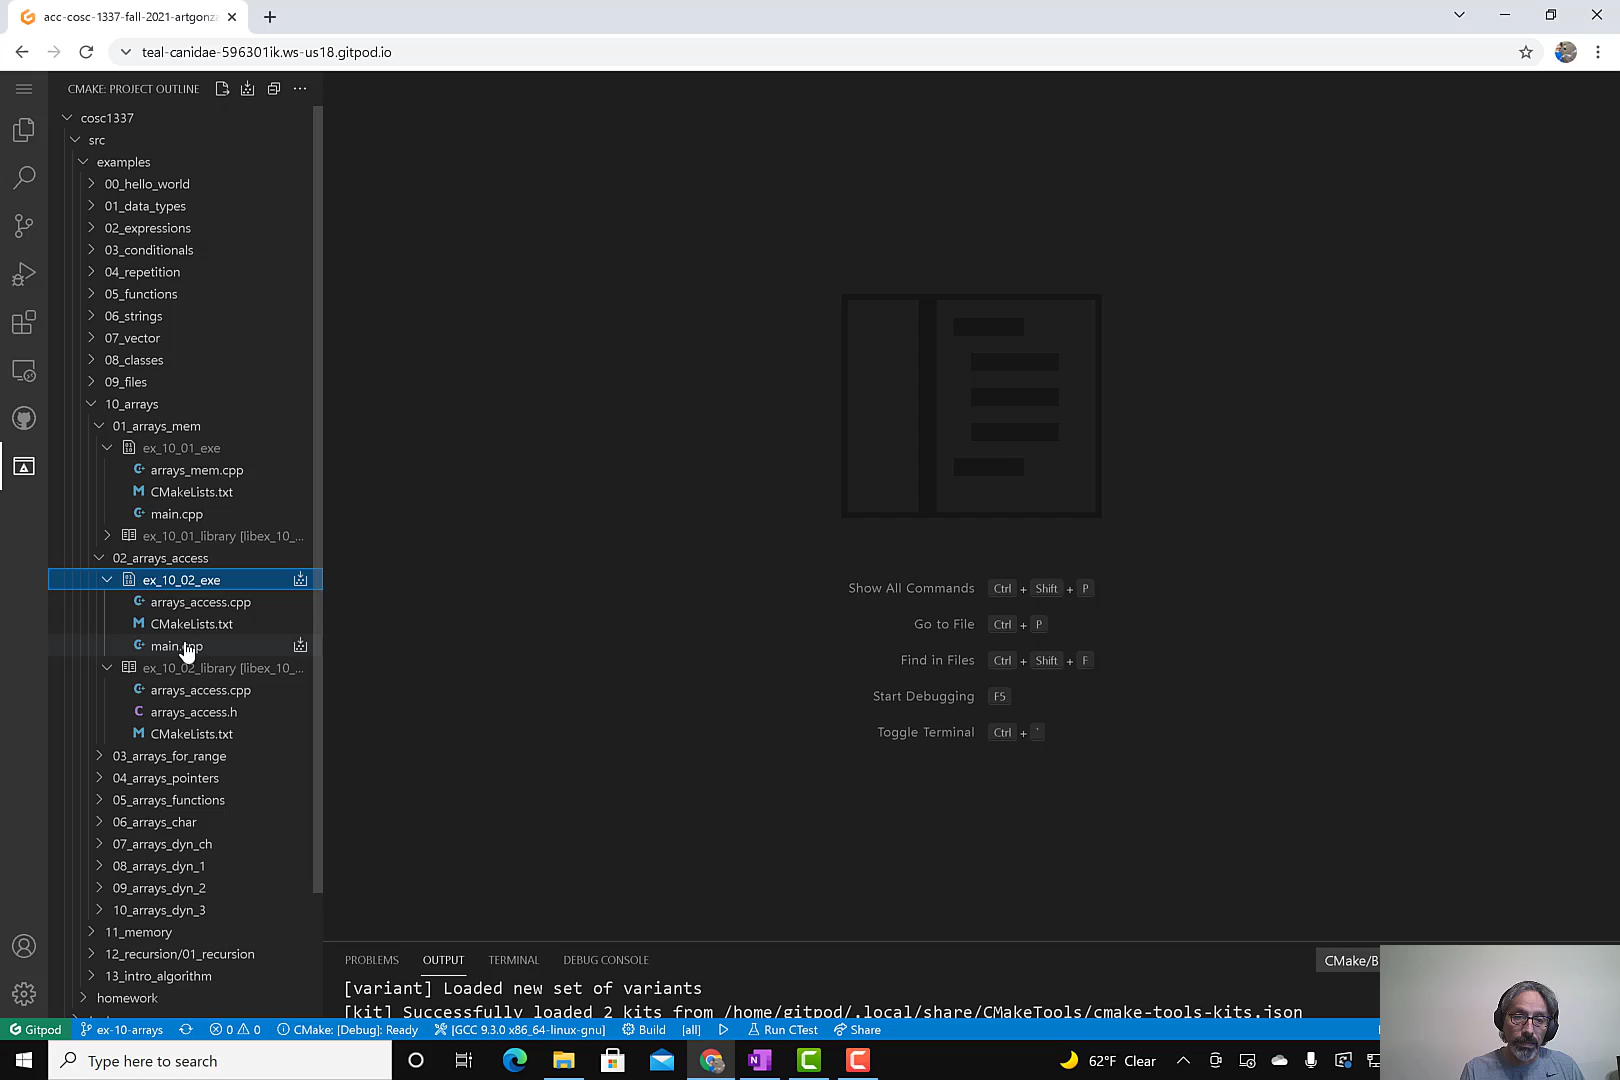 acc-cosc-1337-fall-2021-artgonza
teal-canidae-596301ik.ws-us18.gitpod.io
CMAKE: PROJECT OUTLINE
cosc1337
src
examples
00_hello_world
01_data_types
02_expressions
03_conditionals
04_repetition
05_functions
06_strings
07_vector
08_classes
09_files
10_arrays
01_arrays_mem
ex_10_01_exe
arrays_mem.cpp
CMakeLists.txt
main.cpp
ex_10_01_library [libex_10_...
02_arrays_access
ex_10_02_exe
arrays_access.cpp
CMakeLists.txt
main.cpp
ex_10_02_library [libex_10_...
arrays_access.cpp
arrays_access.h
CMakeLists.txt
03_arrays_for_range
04_arrays_pointers
05_arrays_functions
06_arrays_char
07_arrays_dyn_ch
08_arrays_dyn_1
09_arrays_dyn_2
10_arrays_dyn_3
11_memory
12_recursion/01_recursion
13_intro_algorithm
homework
Show All Commands Ctrl + Shift + P
Go to File Ctrl + P
Find in Files Ctrl + Shift + F
Start Debugging F5
Toggle Terminal Ctrl + `
PROBLEMS OUTPUT TERMINAL DEBUG CONSOLE CMake/B
[variant] Loaded new set of variants
[kit] Successfully loaded 2 kits from /home/gitpod/.local/share/CMakeTools/cmake-tools-kits.json
Gitpod ex-10-arrays 0 0 CMake: [Debug]: Ready [GCC 9.3.0 x86_64-linux-gnu] Build [all] Run CTest Share
Type here to search 62°F Clear